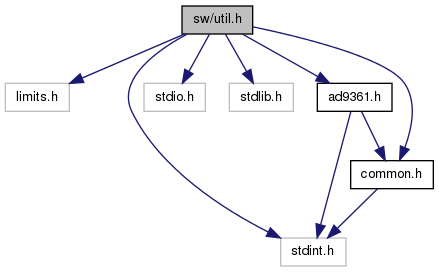 sw/util.h
limits.h
stdio.h
stdlib.h
ad9361.h
common.h
stdint.h